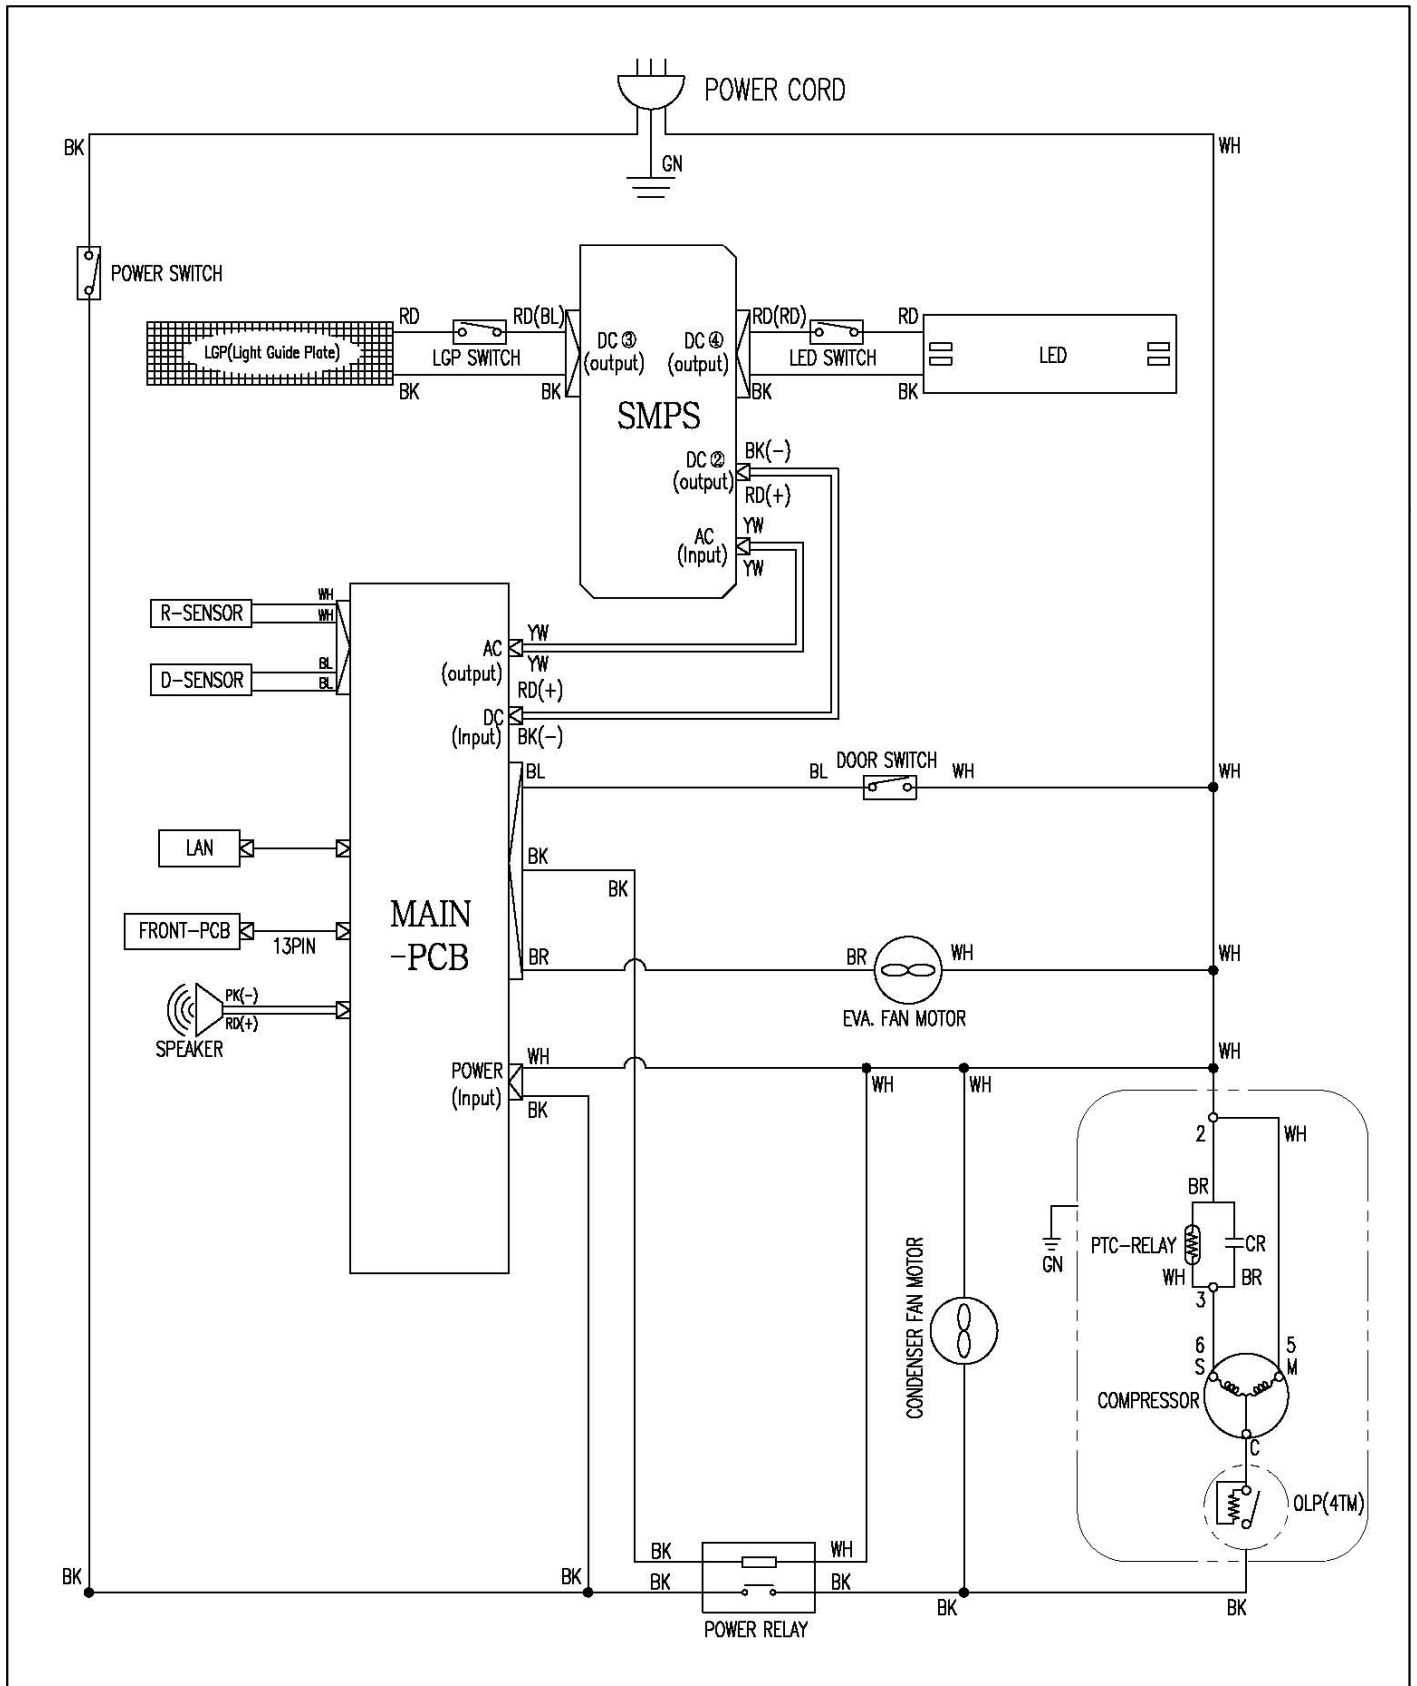 POWER CORD
BK
WH
GN
POWER SWITCH
RD
RD(BL)
RD(RD)
RD
LGP(Light Guide Plate)
LGP SWITCH
DC ③
(output)
DC ④
(output)
LED SWITCH
LED
BK
BK
BK
BK
SMPS
DC ②
(output)
BK(-)
RD(+)
AC
(Input)
YW
YW
R-SENSOR
WH
WH
D-SENSOR
BL
BL
AC
(output)
YW
YW
RD(+)
DC
(Input)
BK(-)
BL
BL
DOOR SWITCH
WH
WH
LAN
BK
BK
MAIN
-PCB
FRONT-PCB
13PIN
BR
BR
WH
WH
EVA. FAN MOTOR
PK(-)
RD(+)
SPEAKER
POWER
(Input)
WH
BK
WH
WH
WH
2
WH
BR
PTC-RELAY
CR
WH
BR
3
GN
CONDENSER FAN MOTOR
6
S
5
M
COMPRESSOR
C
OLP(4TM)
BK
WH
BK
BK
BK
BK
BK
BK
POWER RELAY